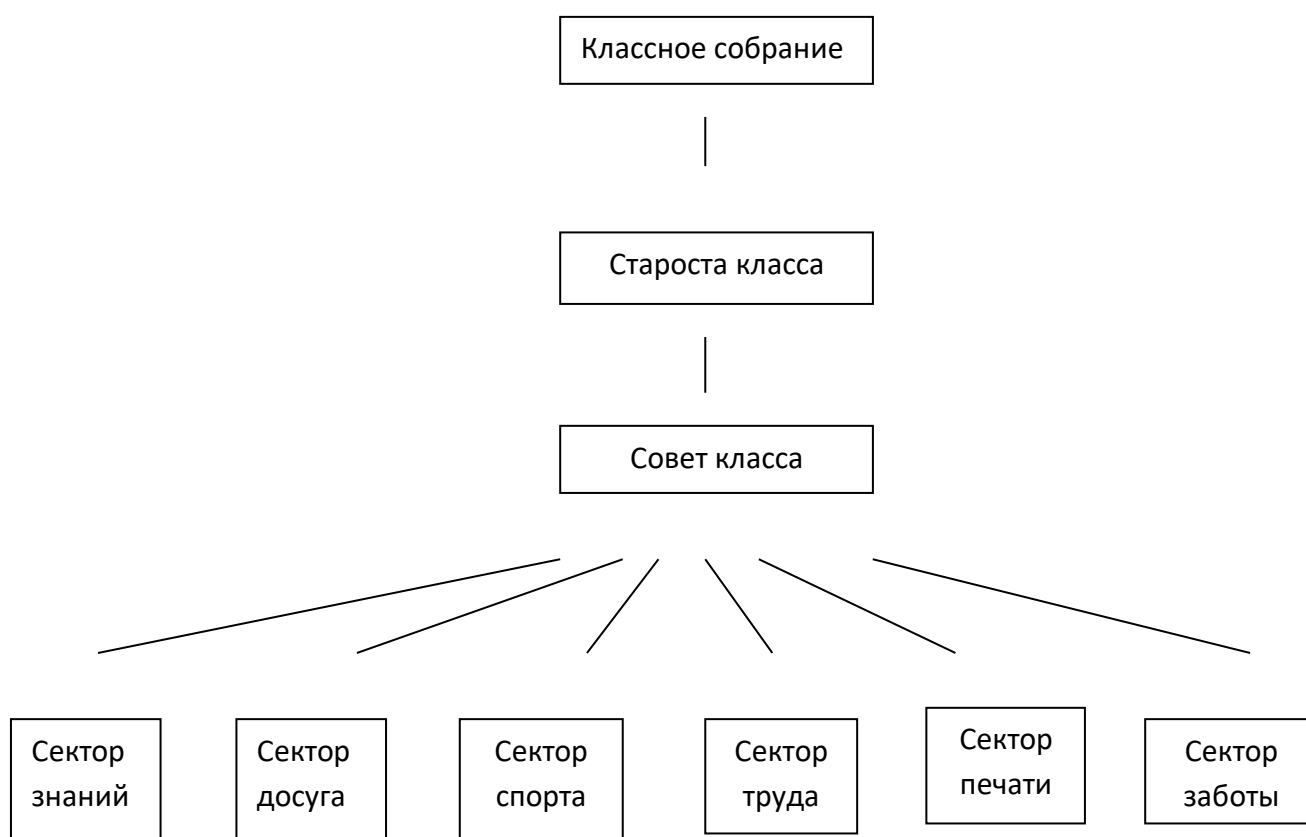 Классное собрание
Староста класса
Совет класса
Сектор
знаний
Сектор
досуга
Сектор
спорта
Сектор
труда
Сектор
печати
Сектор
заботы